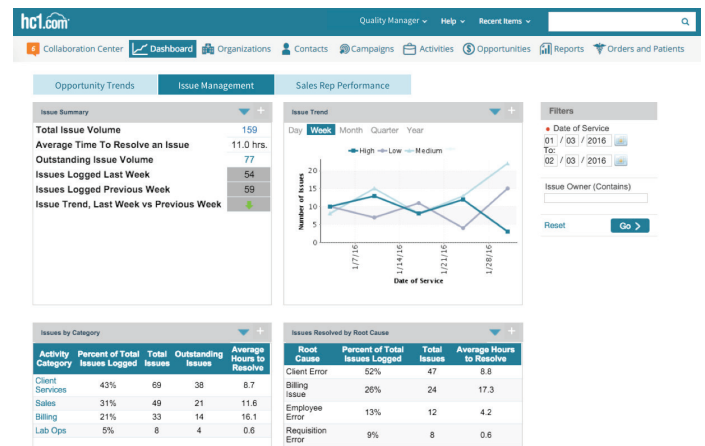 hc1.com
Quality Manager Help Recent Items
6 Collaboration Center Dashboard Organizations Contacts Campaigns Activities Opportunities Reports Orders and Patients
Opportunity Trends Issue Management Sales Rep Performance
Issue Summary
Total Issue Volume 159
Average Time To Resolve an Issue 11.0 hrs.
Outstanding Issue Volume 77
Issues Logged Last Week 54
Issues Logged Previous Week 59
Issue Trend, Last Week vs Previous Week
Issue Trend
Day Week Month Quarter Year
High Low Medium
Number of Issues
20
15
10
5
0
1/7/16 1/14/16 1/21/16 1/28/16
Date of Service
Filters
Date of Service
01 / 03 / 2016
To:
02 / 03 / 2016
Issue Owner (Contains)
Reset Go >
Issues by Category
Activity Category Percent of Total Issues Logged Total Issues Outstanding Issues Average Hours to Resolve
Client Services 43% 69 38 8.7
Sales 31% 49 21 11.6
Billing 21% 33 14 16.1
Lab Ops 5% 8 4 0.6
Issues Resolved by Root Cause
Root Cause Percent of Total Issues Logged Total Issues Average Hours to Resolve
Client Error 52% 47 8.8
Billing Issue 26% 24 17.3
Employee Error 13% 12 4.2
Requisition Error 9% 8 0.6